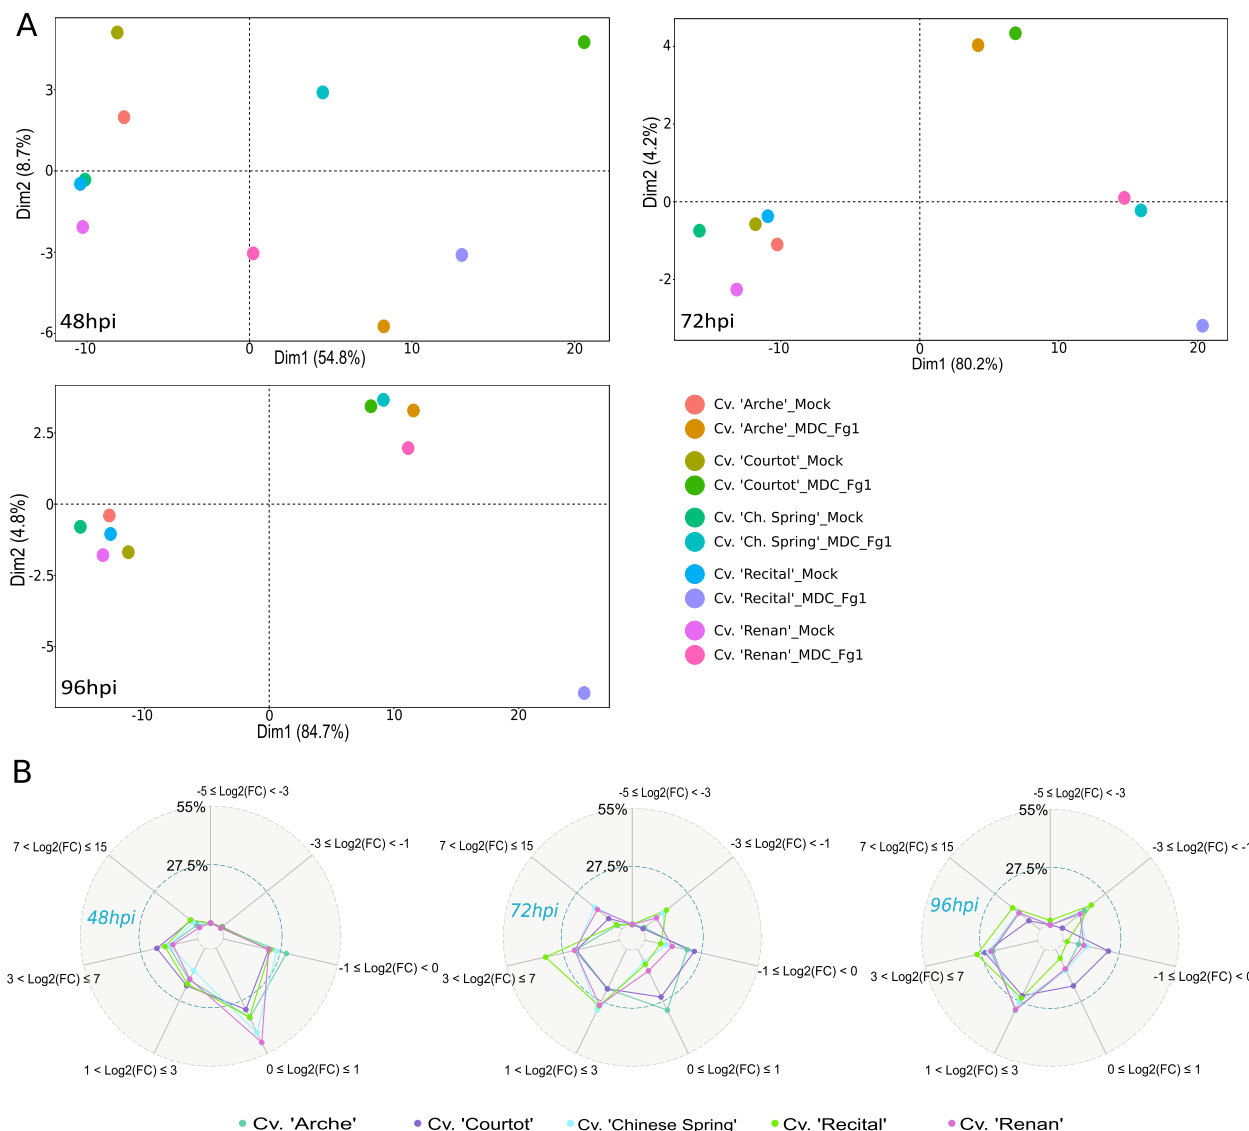 A
Dim2 (8.7%)
3
0
-3
-6
48hpi
-10
0
10
20
Dim1 (54.8%)
Dim2 (4.2%)
4
2
0
-2
72hpi
-10
0
10
20
Dim1 (80.2%)
Dim2 (4.8%)
2.5
0
-2.5
-5
96hpi
-10
0
10
20
Dim1 (84.7%)
Cv. 'Arche'_Mock
Cv. 'Arche'_MDC_Fg1
Cv. 'Courtot'_Mock
Cv. 'Courtot'_MDC_Fg1
Cv. 'Ch. Spring'_Mock
Cv. 'Ch. Spring'_MDC_Fg1
Cv. 'Recital'_Mock
Cv. 'Recital'_MDC_Fg1
Cv. 'Renan'_Mock
Cv. 'Renan'_MDC_Fg1
B
-5 ≤ Log2(FC) < -3
55%
7 < Log2(FC) ≤ 15
-3 ≤ Log2(FC) < -1
27.5%
48hpi
3 < Log2(FC) ≤ 7
-1 ≤ Log2(FC) < 0
1 < Log2(FC) ≤ 3
0 ≤ Log2(FC) ≤ 1
-5 ≤ Log2(FC) < -3
55%
7 < Log2(FC) ≤ 15
-3 ≤ Log2(FC) < -1
27.5%
72hpi
3 < Log2(FC) ≤ 7
-1 ≤ Log2(FC) < 0
1 < Log2(FC) ≤ 3
0 ≤ Log2(FC) ≤ 1
-5 ≤ Log2(FC) < -3
55%
7 < Log2(FC) ≤ 15
-3 ≤ Log2(FC) < -1
27.5%
96hpi
3 < Log2(FC) ≤ 7
-1 ≤ Log2(FC) < 0
1 < Log2(FC) ≤ 3
0 ≤ Log2(FC) ≤ 1
Cv. 'Arche'
Cv. 'Courtot'
Cv. 'Chinese Spring'
Cv. 'Recital'
Cv. 'Renan'